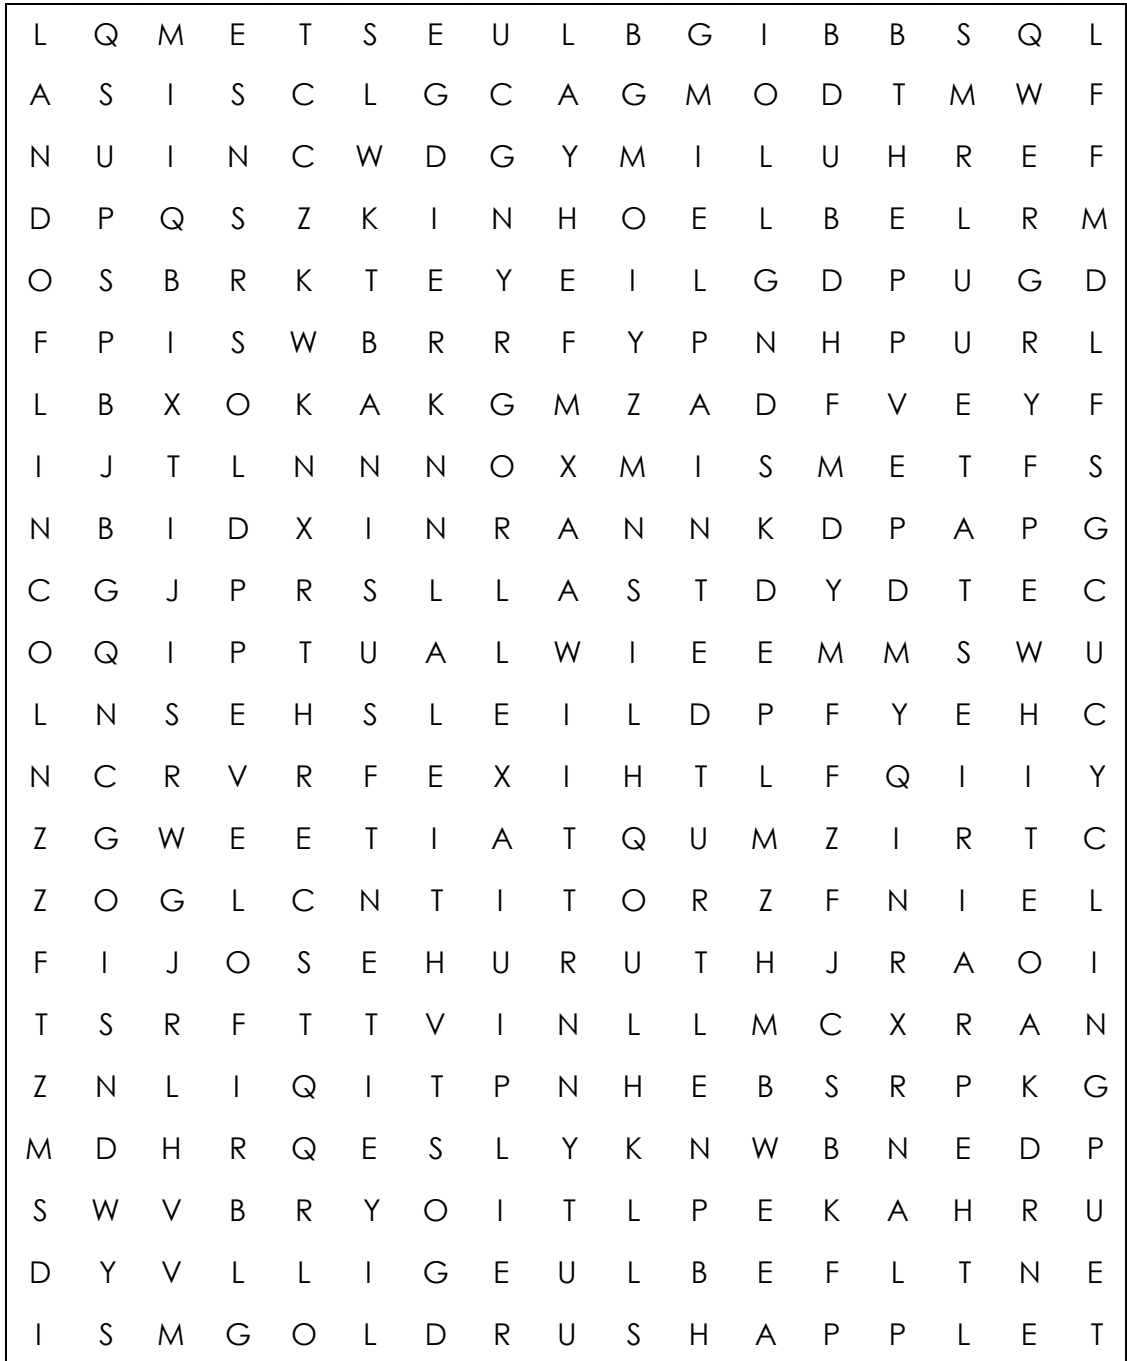 L Q M E T S E U L B G I B B S Q L
A S I S C L G C A G M O D T M W F
N U I N C W D G Y M I L U H R E F
D P Q S Z K I N H O E L B E L R M
O S B R K T E Y E I L G D P U G D
F P I S W B R R F Y P N H P U R L
L B X O K A K G M Z A D F V E Y F
I J T L N N N O X M I S M E T F S
N B I D X I N R A N N K D P A P G
C G J P R S L L A S T D Y D T E C
O Q I P T U A L W I E E M M S W U
L N S E H S L E I L D P F Y E H C
N C R V R F E X I H T L F Q I I Y
Z G W E E T I A T Q U M Z I R T C
Z O G L C N T I T O R Z F N I E L
F I J O S E H U R U T H J R A O I
T S R F T T V I N L L M C X R A N
Z N L I Q I T P N H E B S R P K G
M D H R Q E S L Y K N W B N E D P
S W V B R Y O I T L P E K A H R U
D Y V L L I G E U L B E F L T N E
I S M G O L D R U S H A P P L E T